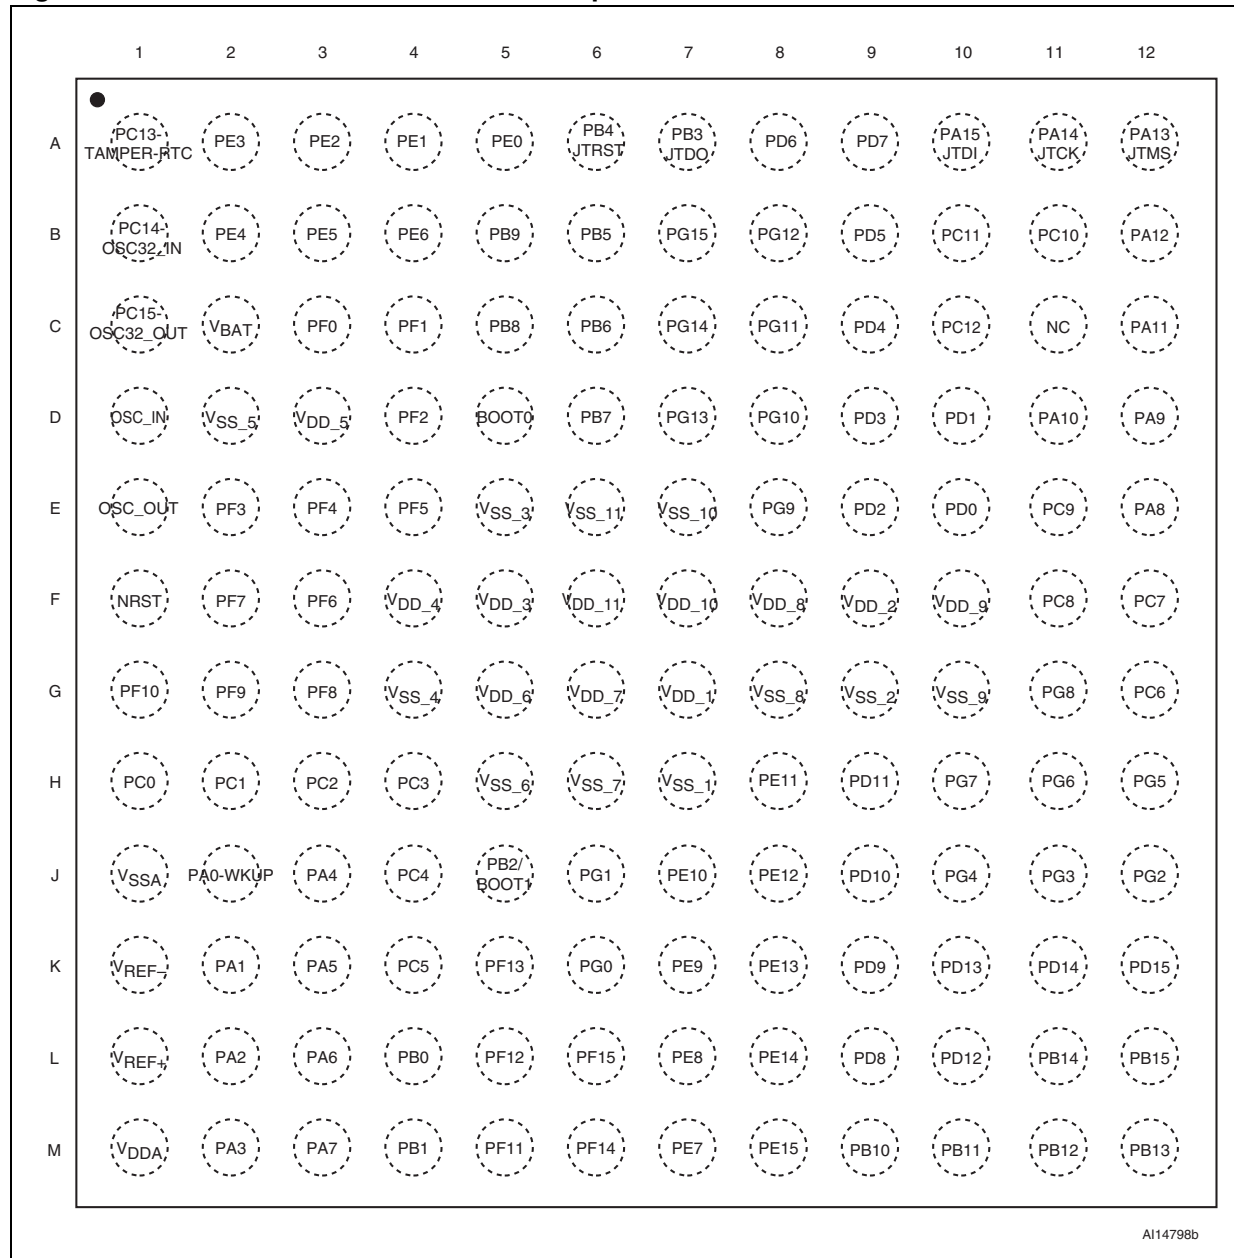 1 2 3 4 5 6 7 8 9 10 11 12
A PC13-TAMPER-RTC PE3 PE2 PE1 PE0 PB4 JTRST PB3 JTDO PD6 PD7 PA15 JTDI PA14 JTCK PA13 JTMS
B PC14-OSC32_IN PE4 PE5 PE6 PB9 PB5 PG15 PG12 PD5 PC11 PC10 PA12
C PC15-OSC32_OUT VBAT PF0 PF1 PB8 PB6 PG14 PG11 PD4 PC12 NC PA11
D OSC_IN VSS_5 VDD_5 PF2 BOOT0 PB7 PG13 PG10 PD3 PD1 PA10 PA9
E OSC_OUT PF3 PF4 PF5 VSS_3 VSS_11 VSS_10 PG9 PD2 PD0 PC9 PA8
F NRST PF7 PF6 VDD_4 VDD_3 VDD_11 VDD_10 VDD_8 VDD_2 VDD_9 PC8 PC7
G PF10 PF9 PF8 VSS_4 VDD_6 VDD_7 VDD_1 VSS_8 VSS_2 VSS_9 PG8 PC6
H PC0 PC1 PC2 PC3 VSS_6 VSS_7 VSS_1 PE11 PD11 PG7 PG6 PG5
J VSSA PA0-WKUP PA4 PC4 PB2/BOOT1 PG1 PE10 PE12 PD10 PG4 PG3 PG2
K VREF– PA1 PA5 PC5 PF13 PG0 PE9 PE13 PD9 PD13 PD14 PD15
L VREF+ PA2 PA6 PB0 PF12 PF15 PE8 PE14 PD8 PD12 PB14 PB15
M VDDA PA3 PA7 PB1 PF11 PF14 PE7 PE15 PB10 PB11 PB12 PB13
AI14798b